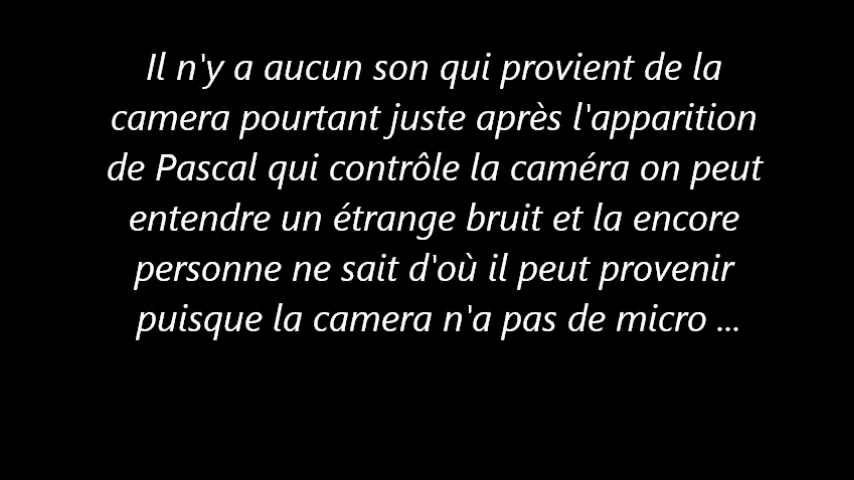 Il n'y a aucun son qui provient de la
camera pourtant juste après l'apparition
de Pascal qui contrôle la caméra on peut
entendre un étrange bruit et la encore
personne ne sait d'où il peut provenir
puisque la camera n'a pas de micro ...